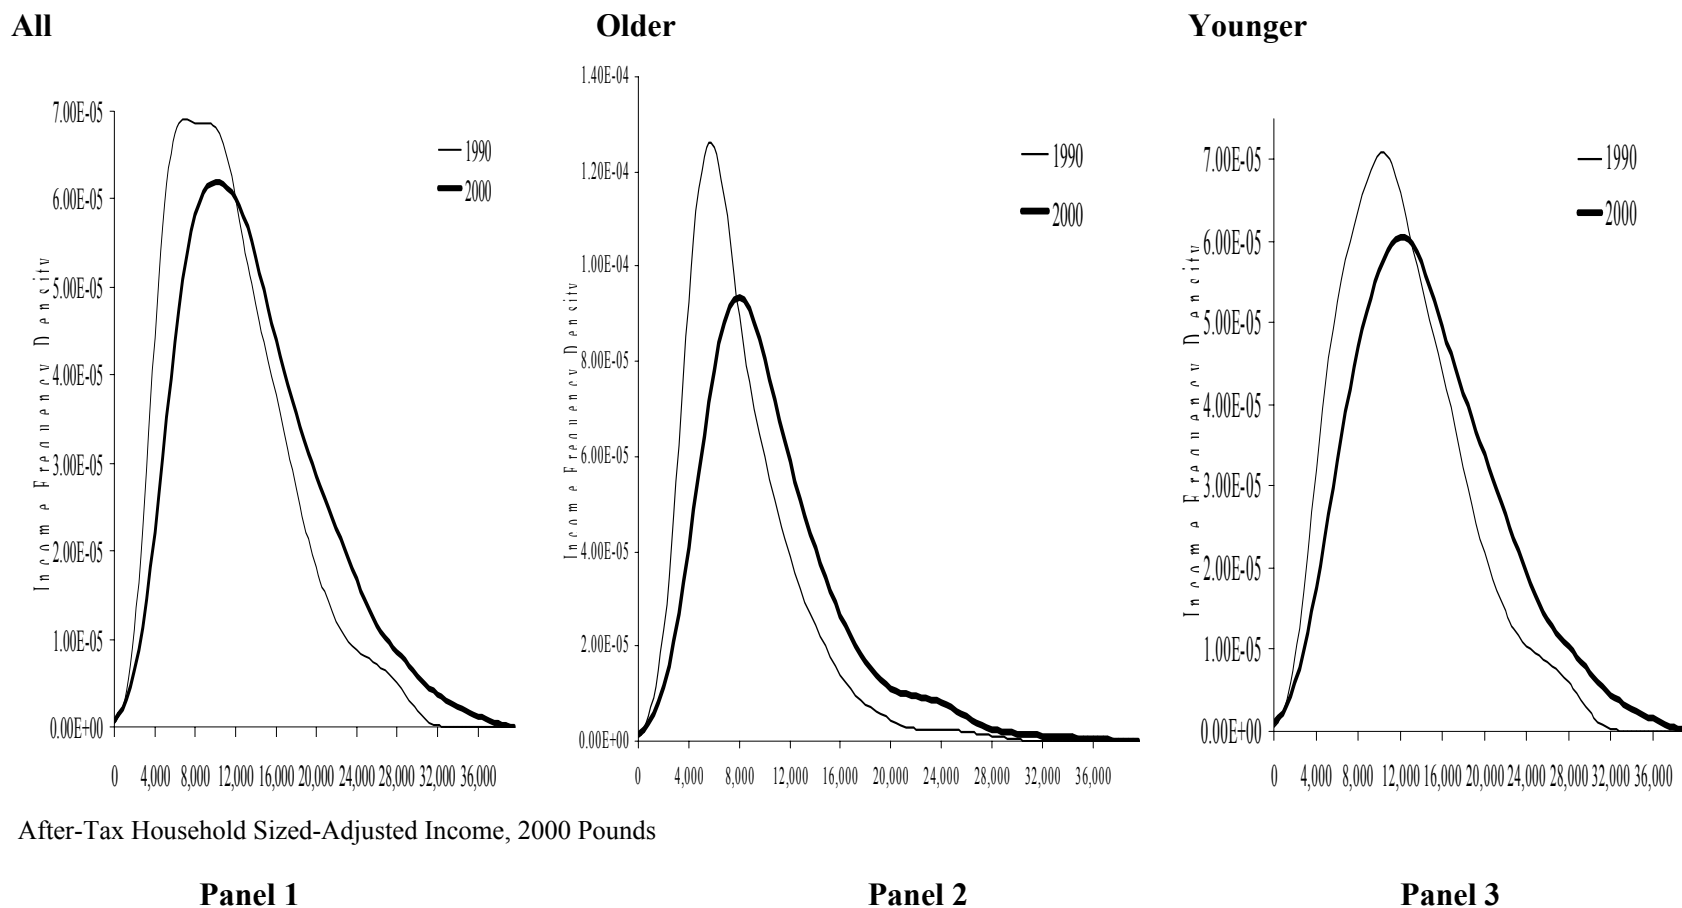 All
Older
Younger
Income Frequency Density
7.00E-05
6.00E-05
5.00E-05
4.00E-05
3.00E-05
2.00E-05
1.00E-05
0.00E+00
1990
2000
0 4,000 8,000 12,000 16,000 20,000 24,000 28,000 32,000 36,000
Income Frequency Density
1.40E-04
1.20E-04
1.00E-04
8.00E-05
6.00E-05
4.00E-05
2.00E-05
0.00E+00
1990
2000
0 4,000 8,000 12,000 16,000 20,000 24,000 28,000 32,000 36,000
Income Frequency Density
7.00E-05
6.00E-05
5.00E-05
4.00E-05
3.00E-05
2.00E-05
1.00E-05
0.00E+00
1990
2000
0 4,000 8,000 12,000 16,000 20,000 24,000 28,000 32,000 36,000
After-Tax Household Sized-Adjusted Income, 2000 Pounds
Panel 1
Panel 2
Panel 3